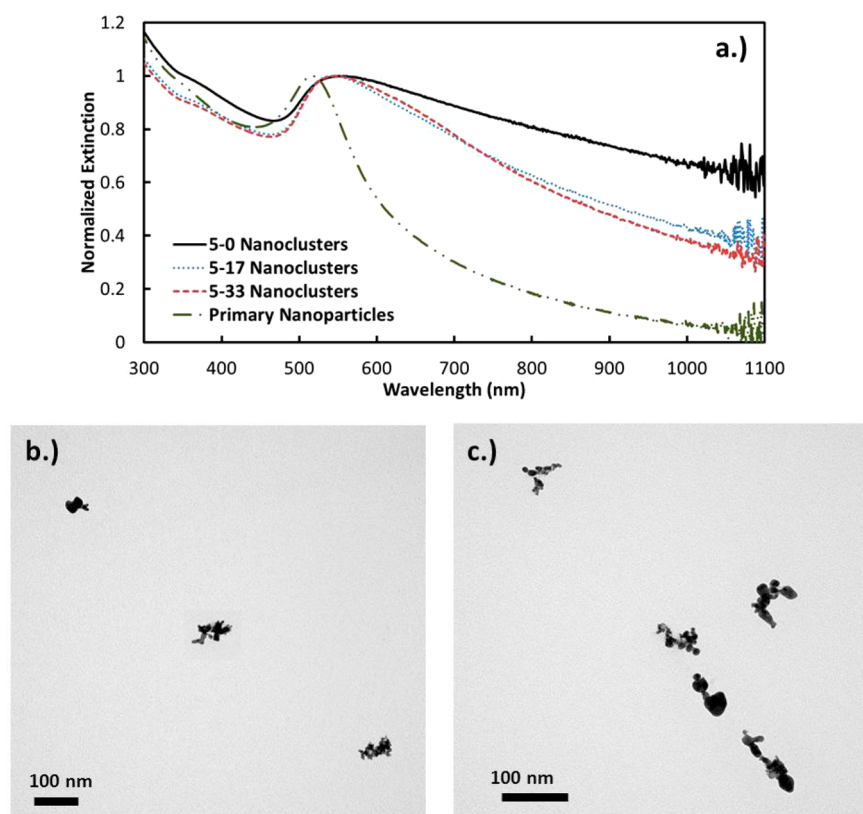 a.)
1.2
1
0.8
0.6
0.4
0.2
0
Normalized Extinction
5-0 Nanoclusters
5-17 Nanoclusters
5-33 Nanoclusters
Primary Nanoparticles
300 400 500 600 700 800 900 1000 1100
Wavelength (nm)
b.)
100 nm
c.)
100 nm